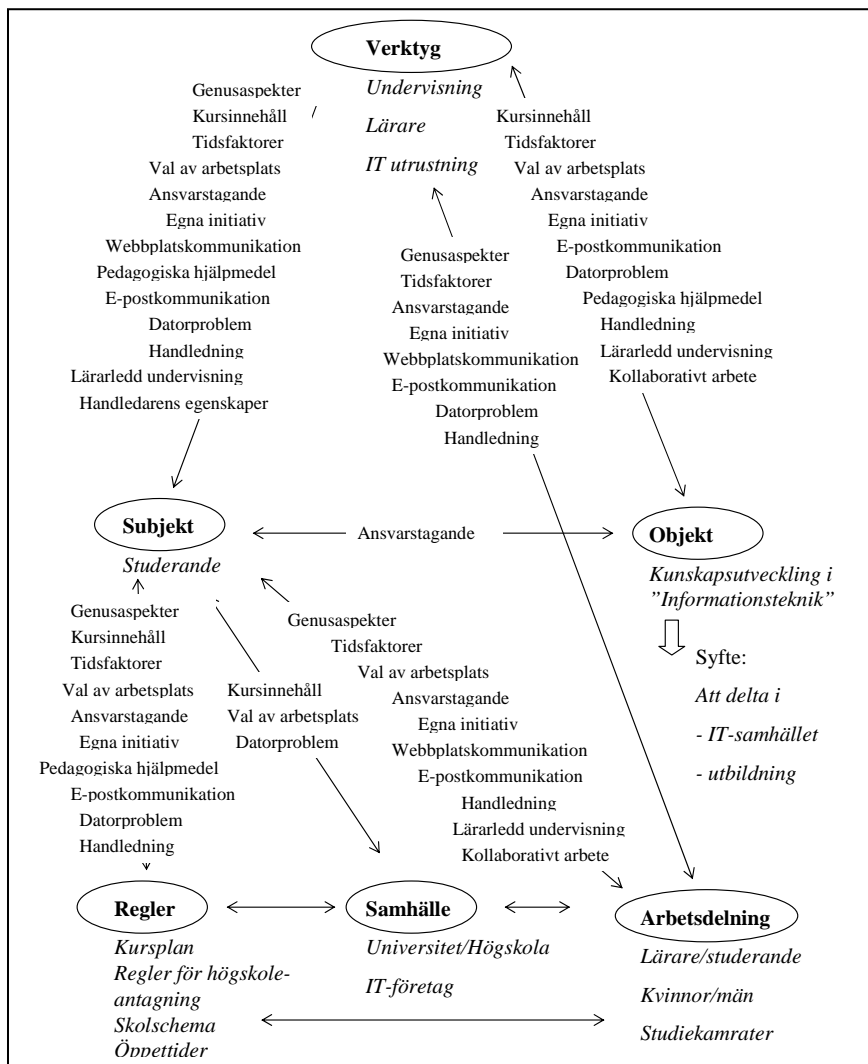 Verktyg
Undervisning
Lärare
IT utrustning
Genusaspekter
Kursinnehåll
Tidsfaktorer
Val av arbetsplats
Ansvarstagande
Egna initiativ
Webbplatskommunikation
Pedagogiska hjälpmedel
E-postkommunikation
Datorproblem
Handledning
Lärarledd undervisning
Handledarens egenskaper
Genusaspekter
Tidsfaktorer
Ansvarstagande
Egna initiativ
Webbplatskommunikation
E-postkommunikation
Datorproblem
Handledning
Kursinnehåll
Tidsfaktorer
Val av arbetsplats
Ansvarstagande
Egna initiativ
E-postkommunikation
Datorproblem
Pedagogiska hjälpmedel
Handledning
Lärarledd undervisning
Kollaborativt arbete
Subjekt
Studerande
Ansvarstagande
Objekt
Kunskapsutveckling i
”Informationsteknik”
Syfte:
Att delta i
- IT-samhället
- utbildning
Genusaspekter
Kursinnehåll
Tidsfaktorer
Val av arbetsplats
Ansvarstagande
Egna initiativ
Pedagogiska hjälpmedel
E-postkommunikation
Datorproblem
Handledning
Kursinnehåll
Val av arbetsplats
Datorproblem
Genusaspekter
Tidsfaktorer
Val av arbetsplats
Ansvarstagande
Egna initiativ
Webbplatskommunikation
E-postkommunikation
Handledning
Lärarledd undervisning
Kollaborativt arbete
Regler
Kursplan
Regler för högskole-
antagning
Skolschema
Öppettider
Samhälle
Universitet/Högskola
IT-företag
Arbetsdelning
Lärare/studerande
Kvinnor/män
Studiekamrater